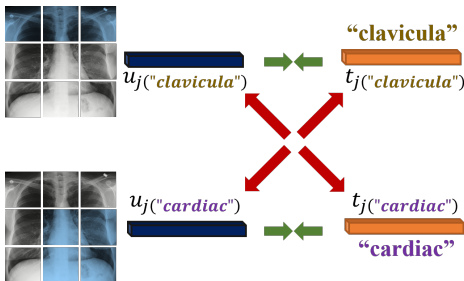 “clavicula”
u_j("clavicula")
t_j("clavicula")
u_j("cardiac")
t_j("cardiac")
“cardiac”